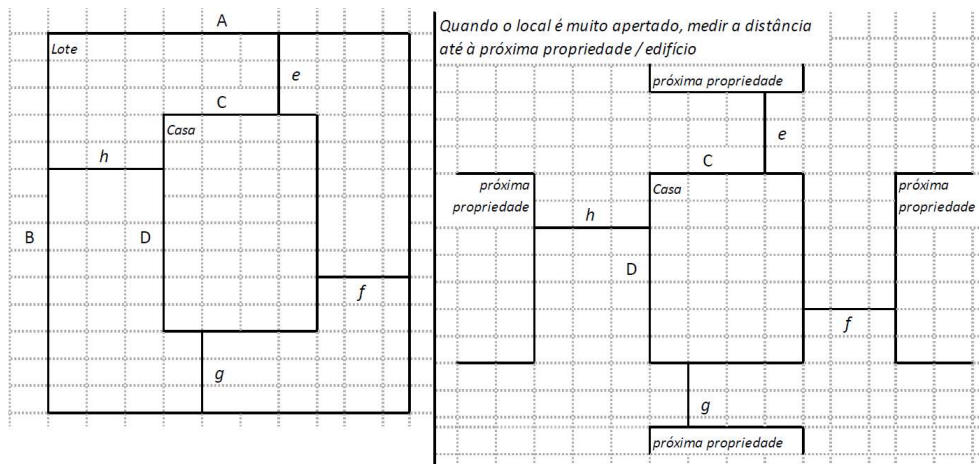 A
Lote
e
C
Casa
h
B
D
f
g
Quando o local é muito apertado, medir a distância
até à próxima propriedade / edifício
próxima propriedade
e
C
próxima
propriedade
Casa
próxima
propriedade
h
D
f
g
próxima propriedade